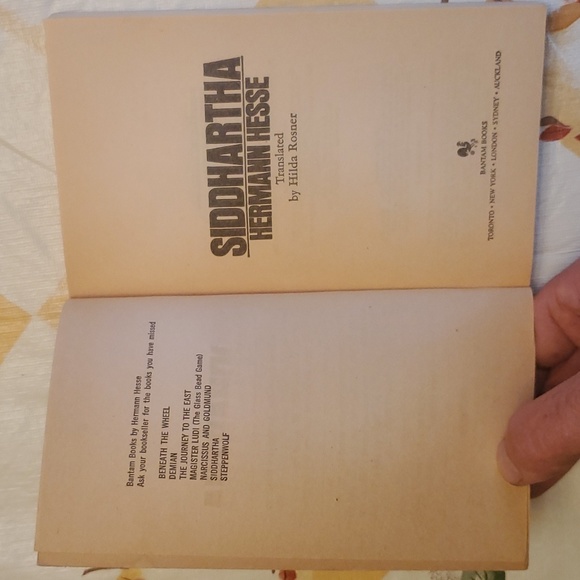 Bantam Books by Hermann Hesse
Ask your bookseller for the books you have missed
BENEATH THE WHEEL
DEMIAN
THE JOURNEY TO THE EAST
MAGISTER LUDI (The Glass Bead Game)
NARCISSUS AND GOLDMUND
SIDDHARTHA
STEPPENWOLF
SIDDHARTHA
HERMANN HESSE
Translated
by Hilda Rosner
BANTAM BOOKS
TORONTO • NEW YORK • LONDON • SYDNEY • AUCKLAND